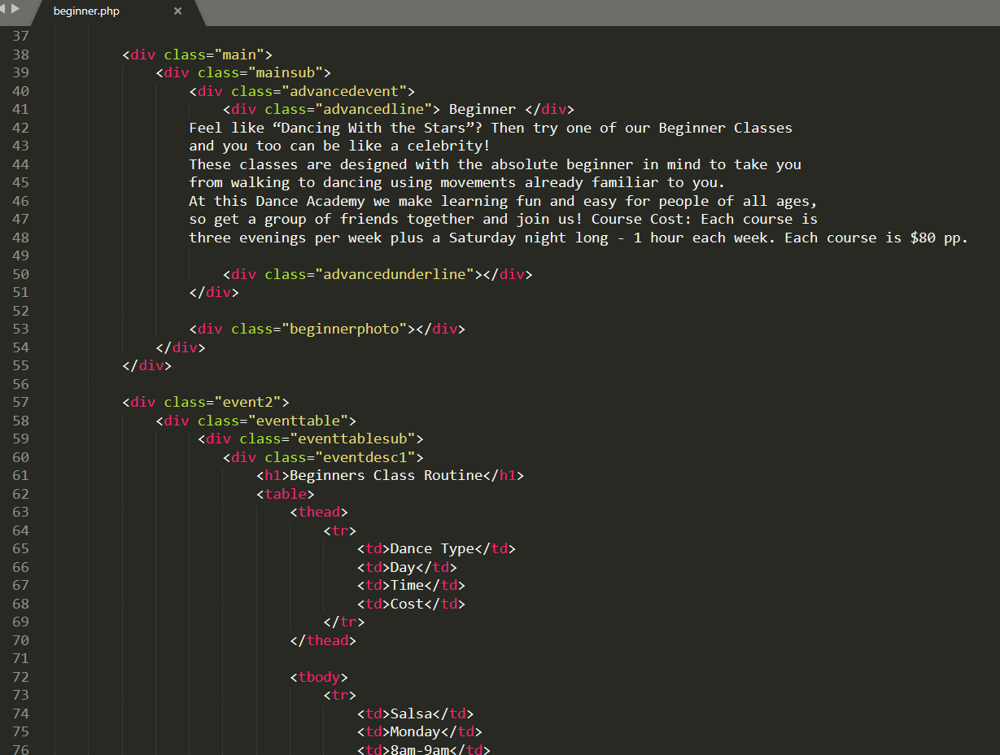 beginner.php ×
37
38 <div class="main">
39 <div class="mainsub">
40 <div class="advancedevent">
41 <div class="advancedline"> Beginner </div>
42 Feel like “Dancing With the Stars”? Then try one of our Beginner Classes
43 and you too can be like a celebrity!
44 These classes are designed with the absolute beginner in mind to take you
45 from walking to dancing using movements already familiar to you.
46 At this Dance Academy we make learning fun and easy for people of all ages,
47 so get a group of friends together and join us! Course Cost: Each course is
48 three evenings per week plus a Saturday night long - 1 hour each week. Each course is $80 pp.
49
50 <div class="advancedunderline"></div>
51 </div>
52
53 <div class="beginnerphoto"></div>
54 </div>
55 </div>
56
57 <div class="event2">
58 <div class="eventtable">
59 <div class="eventtablesub">
60 <div class="eventdesc1">
61 <h1>Beginners Class Routine</h1>
62 <table>
63 <thead>
64 <tr>
65 <td>Dance Type</td>
66 <td>Day</td>
67 <td>Time</td>
68 <td>Cost</td>
69 </tr>
70 </thead>
71
72 <tbody>
73 <tr>
74 <td>Salsa</td>
75 <td>Monday</td>
76 <td>8am-9am</td>